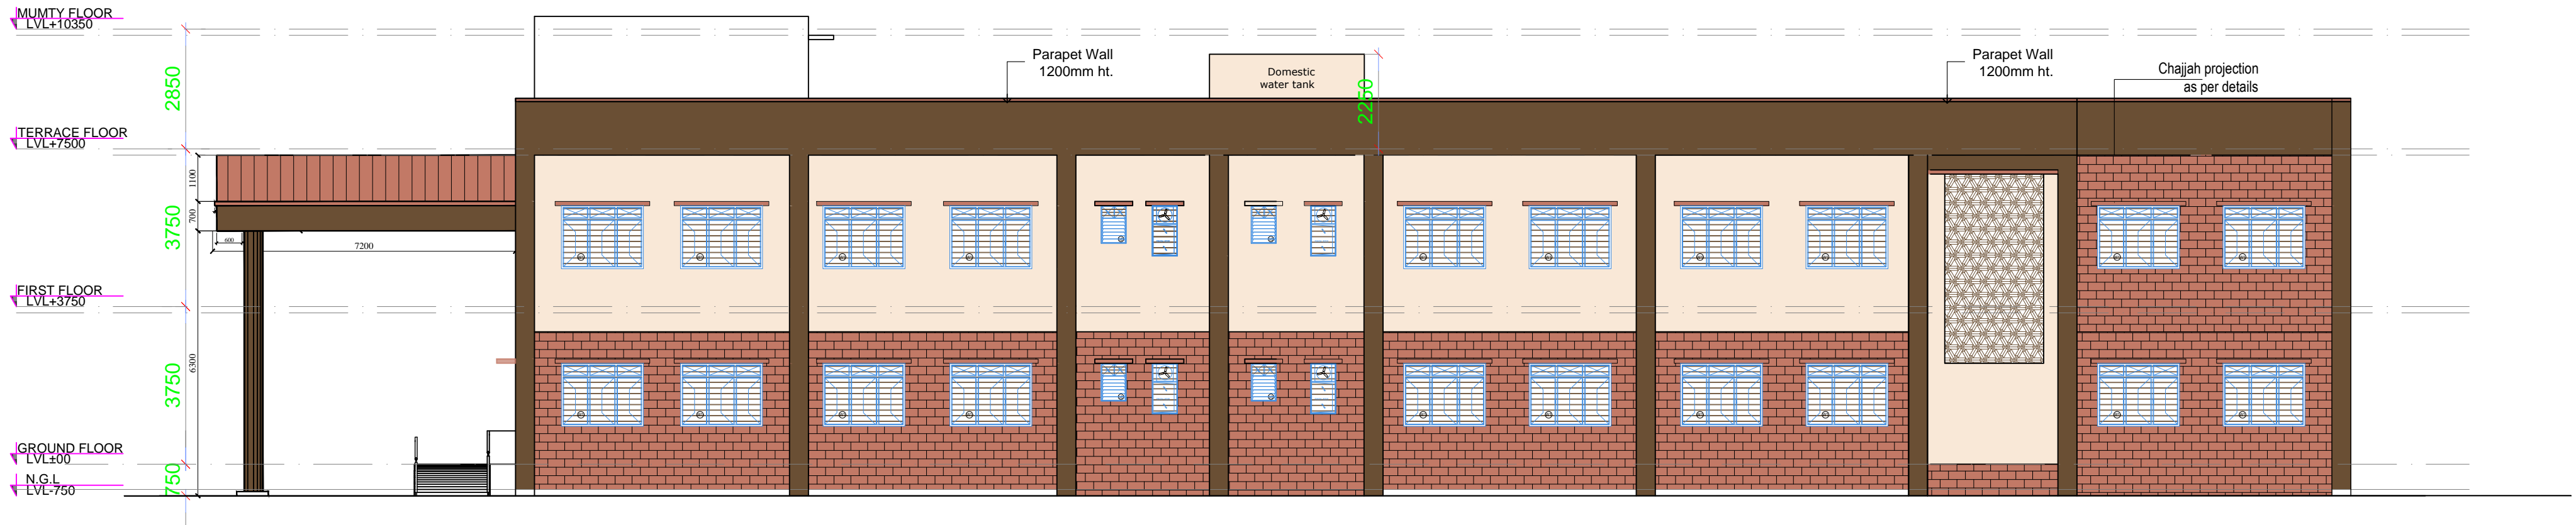 MUMTY FLOOR
LVL+10350
2850
Parapet Wall
1200mm ht.
Domestic
water tank
2250
Parapet Wall
1200mm ht.
Chajjah projection
as per details
TERRACE FLOOR
LVL+7500
1100
700
3750
600
7200
FIRST FLOOR
LVL+3750
3750
6300
GROUND FLOOR
LVL±00
750
N.G.L
LVL-750